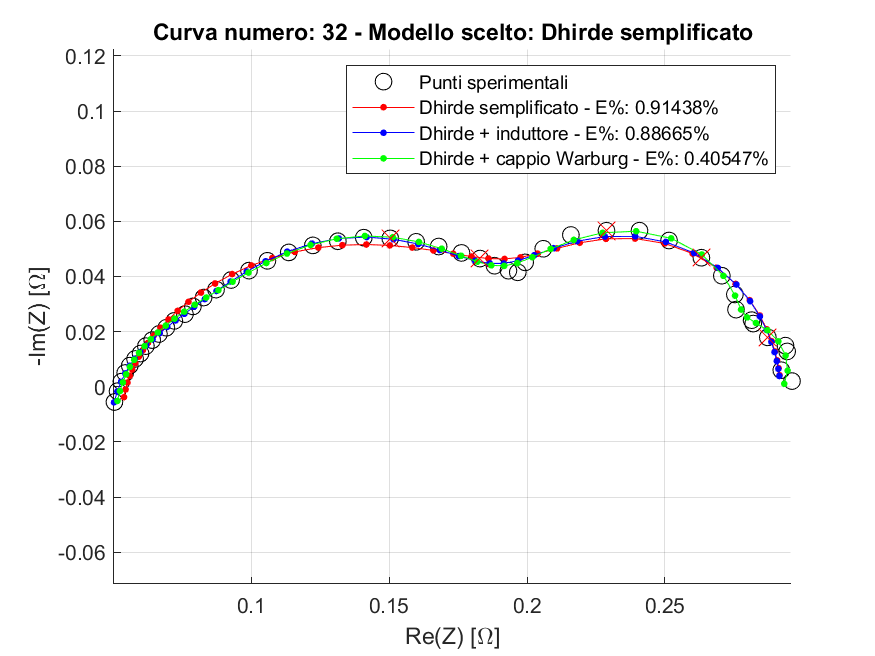 Curva numero: 32 - Modello scelto: Dhirde semplificato
0.12
0.1
0.08
0.06
0.04
0.02
0
-0.02
-0.04
-0.06
-Im(Z) [Ω]
Punti sperimentali
Dhirde semplificato - E%: 0.91438%
Dhirde + induttore - E%: 0.88665%
Dhirde + cappio Warburg - E%: 0.40547%
0.1 0.15 0.2 0.25
Re(Z) [Ω]